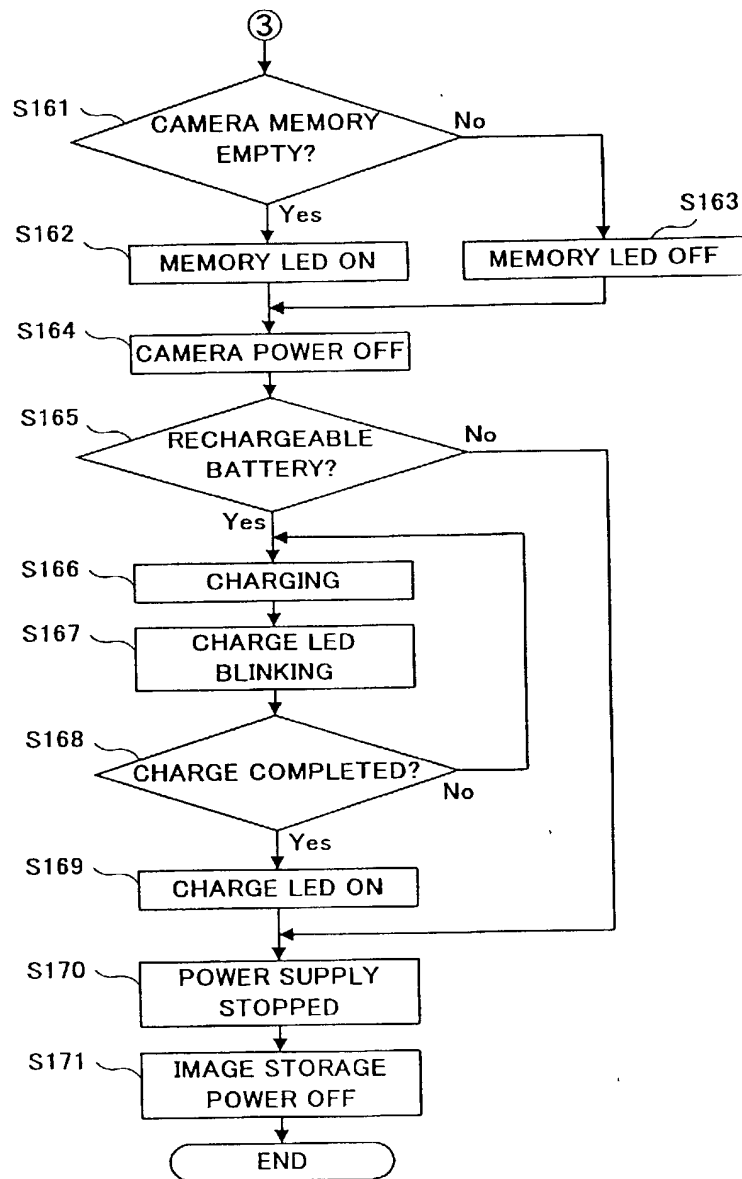 ③
S161
CAMERA MEMORY
EMPTY?
No
Yes
S162
MEMORY LED ON
S163
MEMORY LED OFF
S164
CAMERA POWER OFF
S165
RECHARGEABLE
BATTERY?
No
Yes
S166
CHARGING
S167
CHARGE LED
BLINKING
S168
CHARGE COMPLETED?
No
Yes
S169
CHARGE LED ON
S170
POWER SUPPLY
STOPPED
S171
IMAGE STORAGE
POWER OFF
END